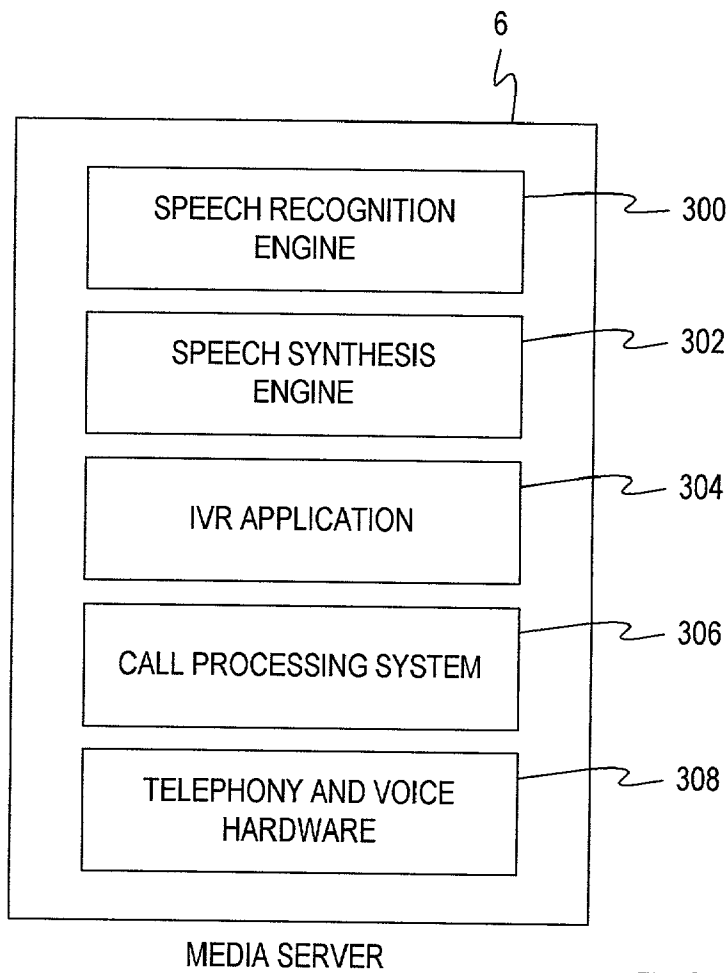 6
SPEECH RECOGNITION
ENGINE
300
SPEECH SYNTHESIS
ENGINE
302
IVR APPLICATION
304
CALL PROCESSING SYSTEM
306
TELEPHONY AND VOICE
HARDWARE
308
MEDIA SERVER